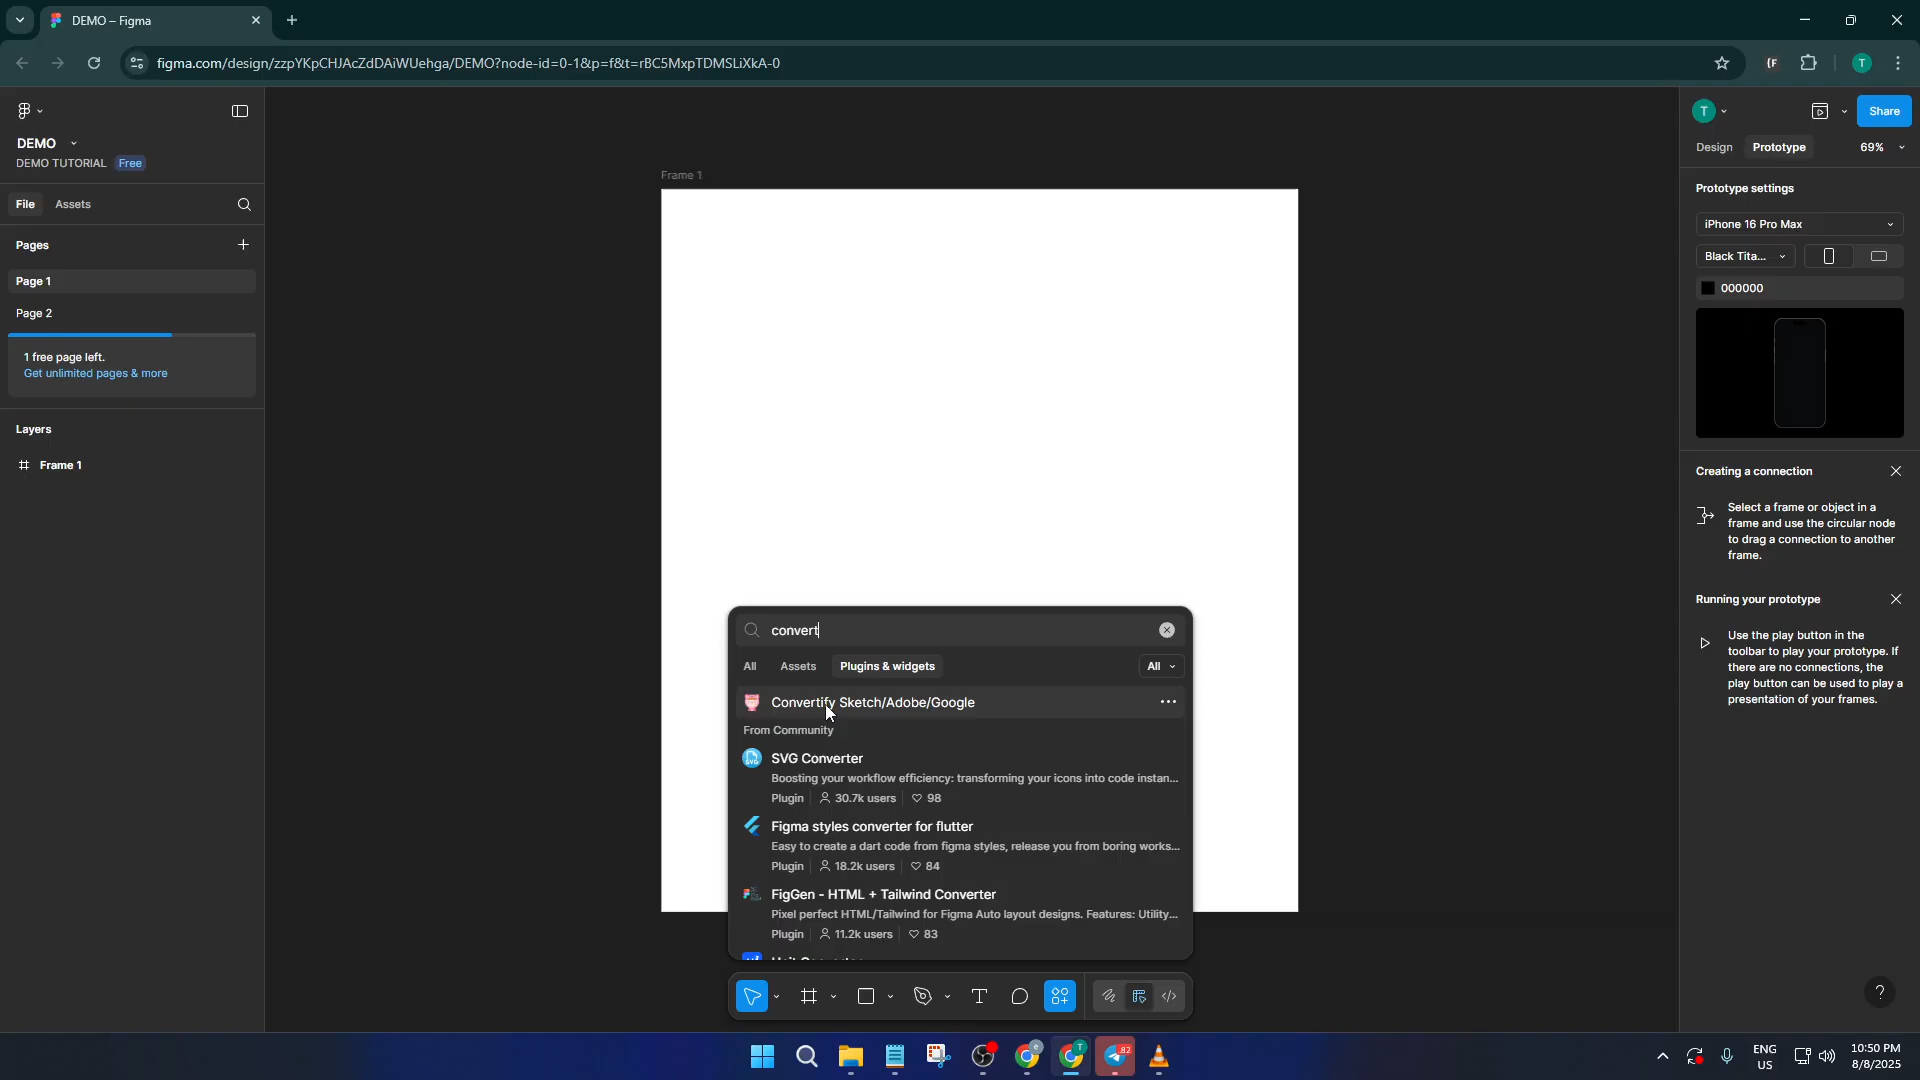 DEMO – Figma
figma.com/design/zzpYKpCHJAcZdDAiWUehga/DEMO?node-id=0-1&p=f&t=rBC5MxpTDMSLiXkA-0
T
DEMO
DEMO TUTORIAL Free
File Assets
Pages
Page 1
Page 2
1 free page left.
Get unlimited pages & more
Layers
Frame 1
Frame 1
convert
All Assets Plugins & widgets All
Convertify Sketch/Adobe/Google
From Community
SVG
SVG Converter
Boosting your workflow efficiency: transforming your icons into code instan...
Plugin 30.7k users 98
Figma styles converter for flutter
Easy to create a dart code from figma styles, release you from boring works...
Plugin 18.2k users 84
FigGen - HTML + Tailwind Converter
Pixel perfect HTML/Tailwind for Figma Auto layout designs. Features: Utility...
Plugin 11.2k users 83
T
Share
Design Prototype 69%
Prototype settings
iPhone 16 Pro Max
Black Tita...
000000
Creating a connection
Select a frame or object in a
frame and use the circular node
to drag a connection to another
frame.
Running your prototype
Use the play button in the
toolbar to play your prototype. If
there are no connections, the
play button can be used to play a
presentation of your frames.
?
e
T
82
ENG
US
10:50 PM
8/8/2025